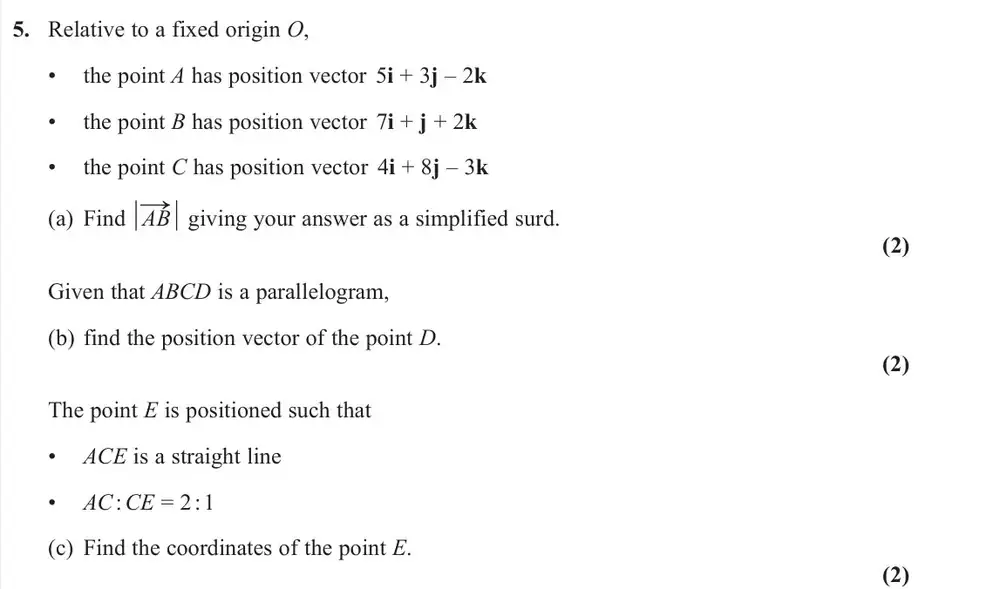 5. Relative to a fixed origin O,
• the point A has position vector 5i + 3j – 2k
• the point B has position vector 7i + j + 2k
• the point C has position vector 4i + 8j – 3k
(a) Find |AB⃗| giving your answer as a simplified surd.
(2)
Given that ABCD is a parallelogram,
(b) find the position vector of the point D.
(2)
The point E is positioned such that
• ACE is a straight line
• AC : CE = 2 : 1
(c) Find the coordinates of the point E.
(2)